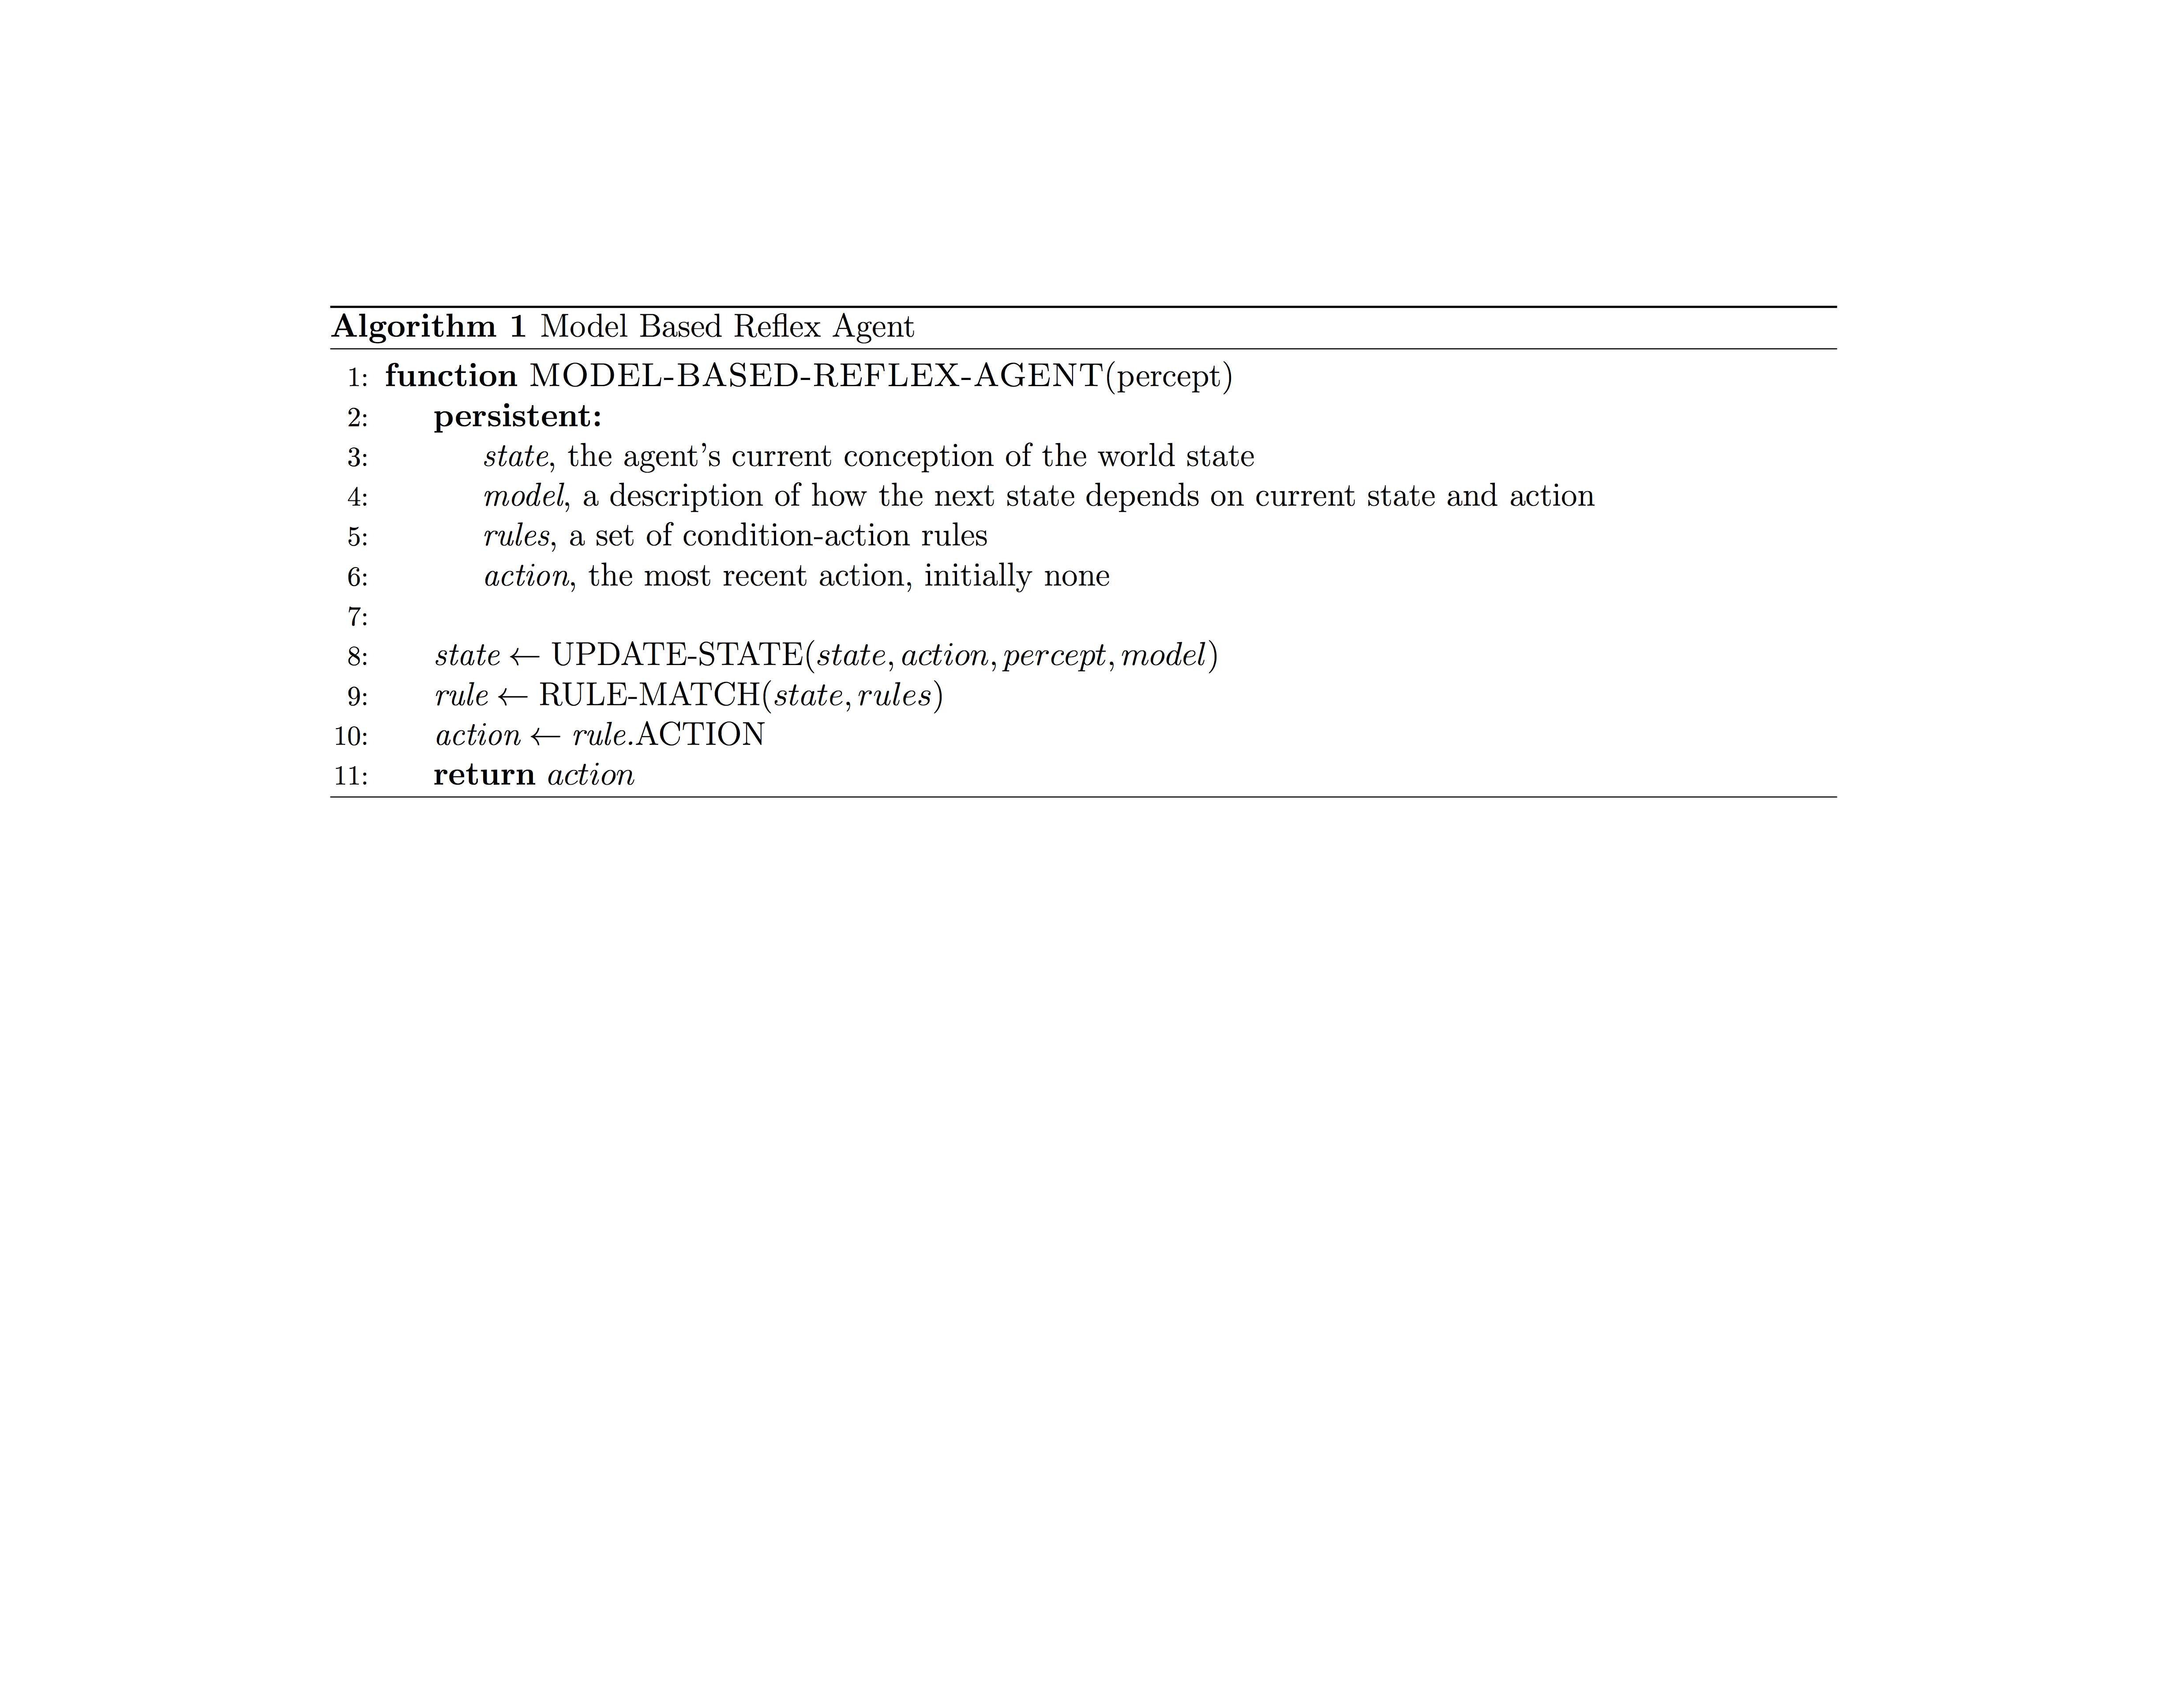 Algorithm 1 Model Based Reflex Agent
1: function MODEL-BASED-REFLEX-AGENT(percept)
2: persistent:
3: state, the agent's current conception of the world state
4: model, a description of how the next state depends on current state and action
5: rules, a set of condition-action rules
6: action, the most recent action, initially none
7:
8: state ← UPDATE-STATE(state, action, percept, model)
9: rule ← RULE-MATCH(state, rules)
10: action ← rule.ACTION
11: return action